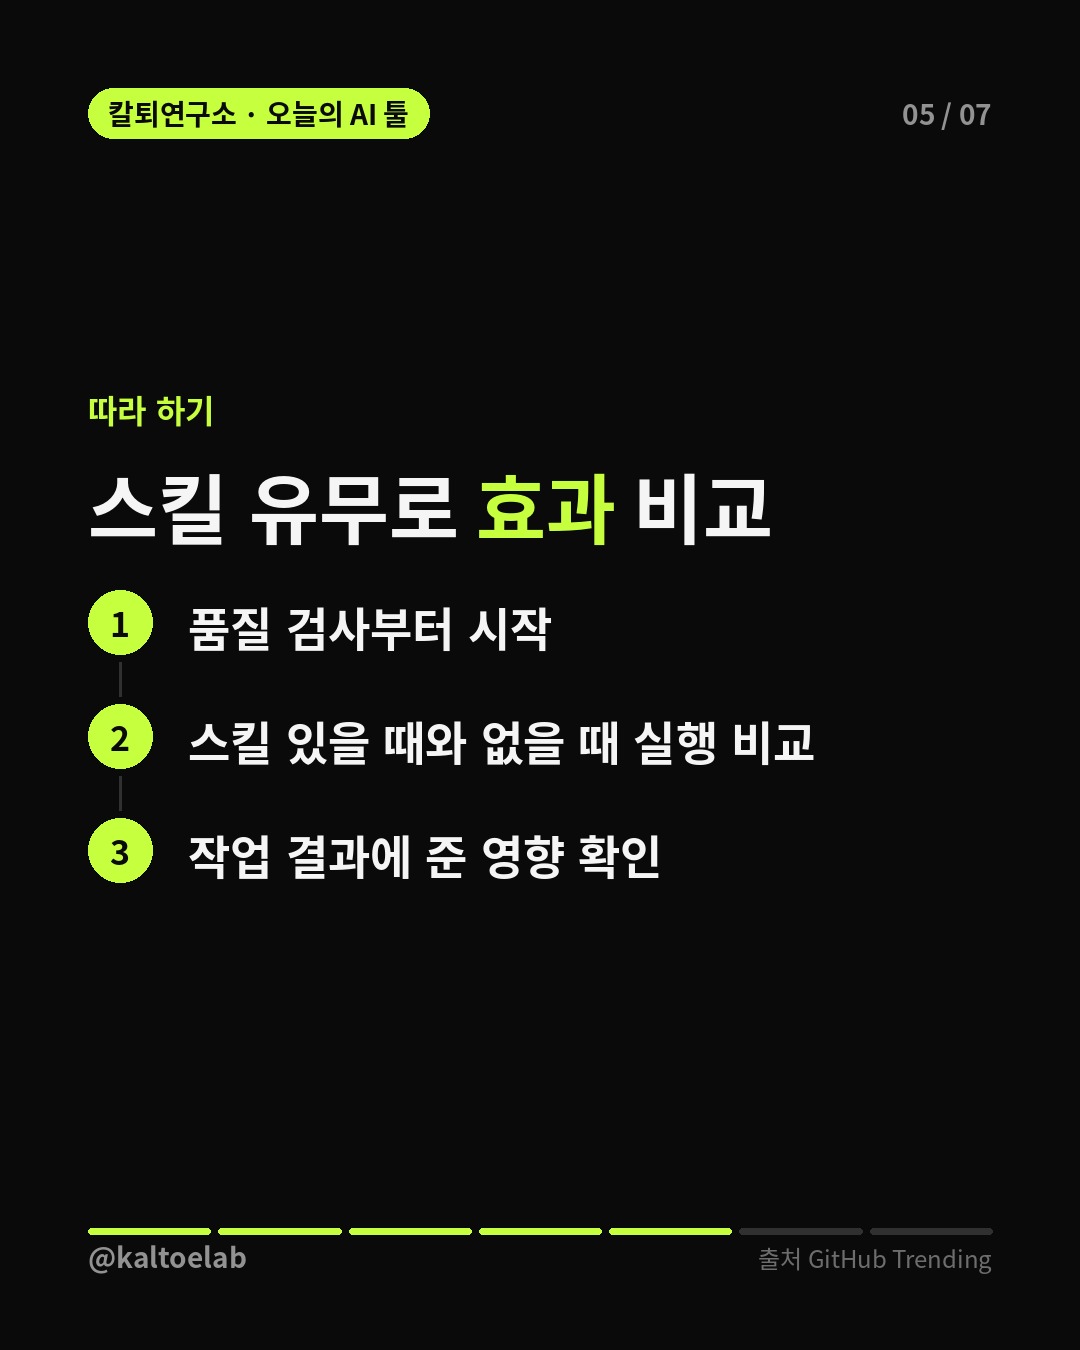 칼퇴연구소 · 오늘의 AI 툴
05 / 07
따라 하기
스킬 유무로 효과 비교
1 품질 검사부터 시작
2 스킬 있을 때와 없을 때 실행 비교
3 작업 결과에 준 영향 확인
@kaltoelab
출처 GitHub Trending